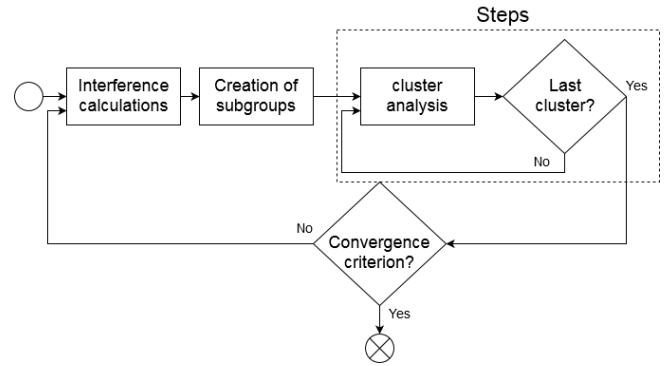 Steps
Interference
calculations
Creation of
subgroups
cluster
analysis
Last
cluster?
Yes
No
No
Convergence
criterion?
Yes